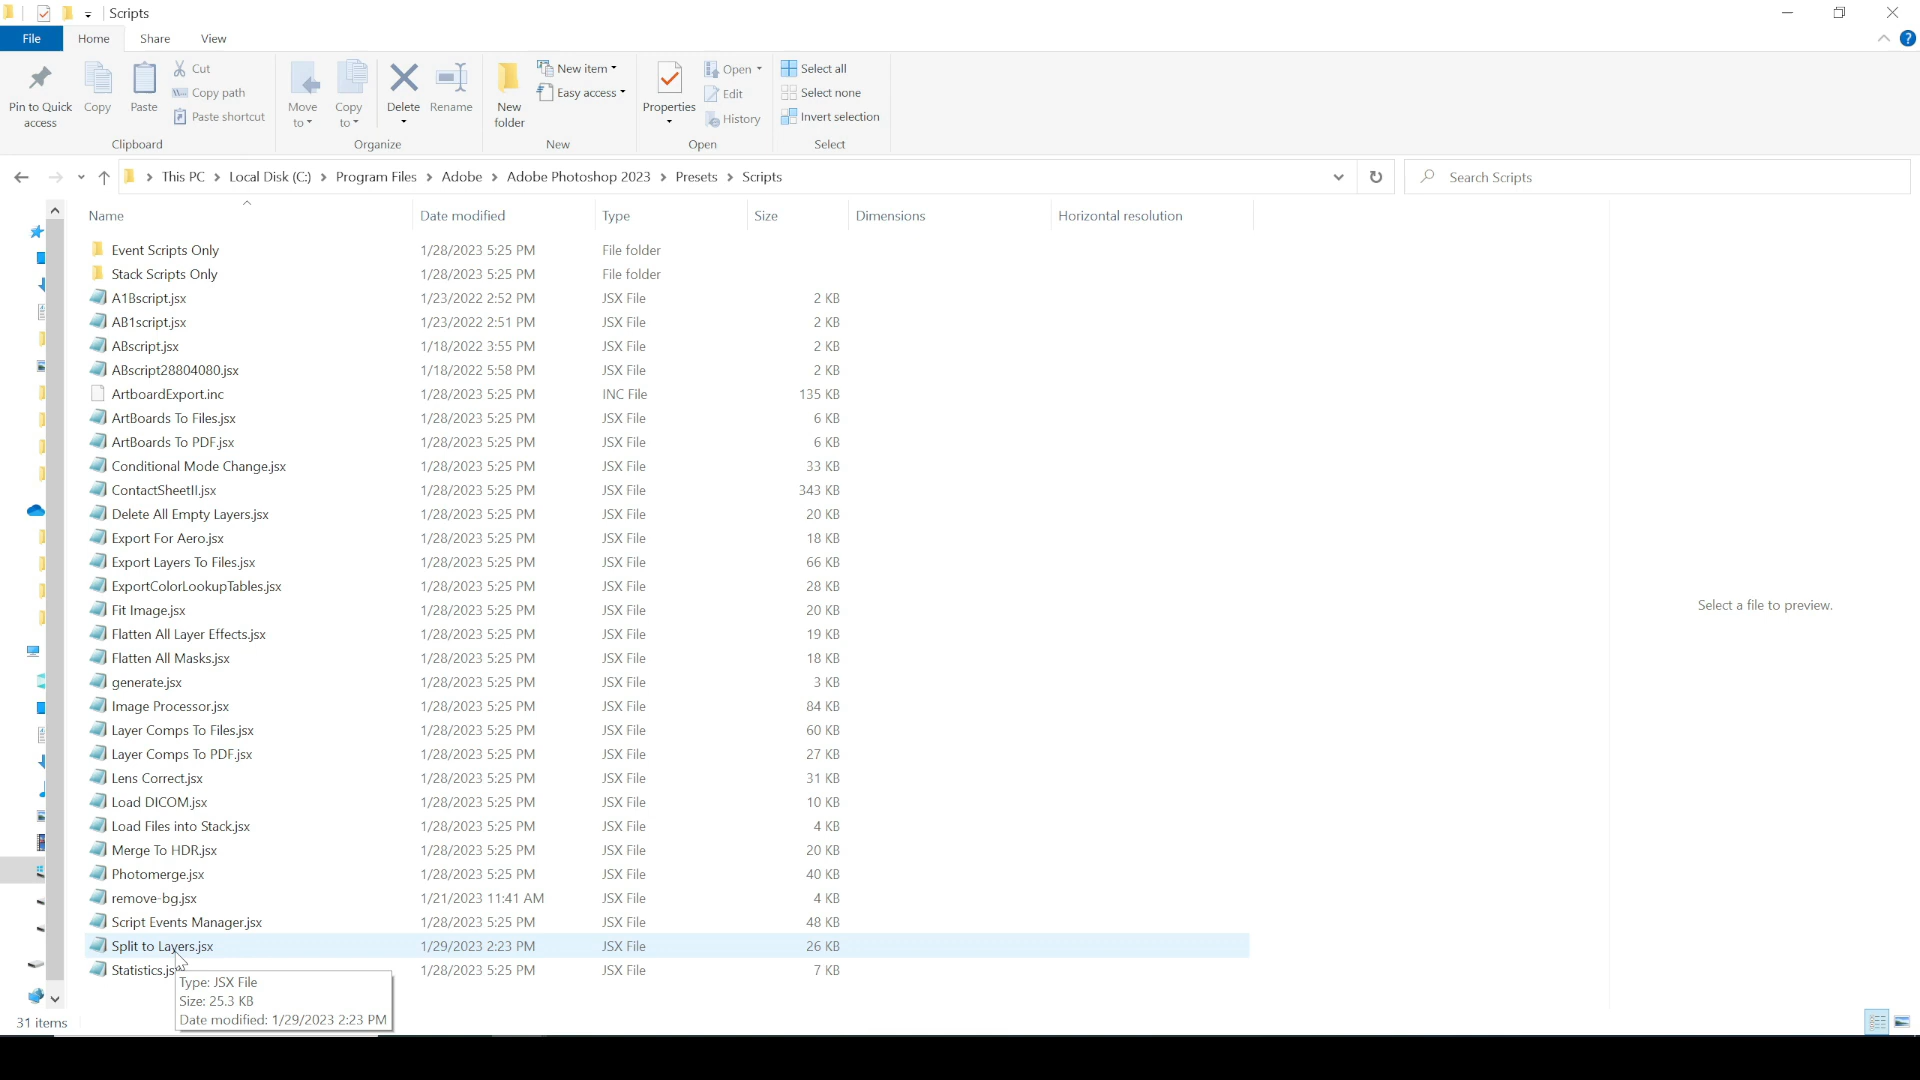 Scripts
File Home Share View
Pin to Quick access
Copy
Paste
Cut
Copy path
Paste shortcut
Clipboard
Move to
Copy to
Delete
Rename
Organize
New folder
New item
Easy access
New
Properties
Open
Edit
History
Open
Select all
Select none
Invert selection
Select
This PC Local Disk (C:) Program Files Adobe Adobe Photoshop 2023 Presets Scripts
Search Scripts
Name Date modified Type Size Dimensions Horizontal resolution
Event Scripts Only 1/28/2023 5:25 PM File folder
Stack Scripts Only 1/28/2023 5:25 PM File folder
A1Bscript.jsx 1/23/2022 2:52 PM JSX File 2 KB
AB1script.jsx 1/23/2022 2:51 PM JSX File 2 KB
ABscript.jsx 1/18/2022 3:55 PM JSX File 2 KB
ABscript28804080.jsx 1/18/2022 5:58 PM JSX File 2 KB
ArtboardExport.inc 1/28/2023 5:25 PM INC File 135 KB
ArtBoards To Files.jsx 1/28/2023 5:25 PM JSX File 6 KB
ArtBoards To PDF.jsx 1/28/2023 5:25 PM JSX File 6 KB
Conditional Mode Change.jsx 1/28/2023 5:25 PM JSX File 33 KB
ContactSheetII.jsx 1/28/2023 5:25 PM JSX File 343 KB
Delete All Empty Layers.jsx 1/28/2023 5:25 PM JSX File 20 KB
Export For Aero.jsx 1/28/2023 5:25 PM JSX File 18 KB
Export Layers To Files.jsx 1/28/2023 5:25 PM JSX File 66 KB
ExportColorLookupTables.jsx 1/28/2023 5:25 PM JSX File 28 KB
Fit Image.jsx 1/28/2023 5:25 PM JSX File 20 KB
Flatten All Layer Effects.jsx 1/28/2023 5:25 PM JSX File 19 KB
Flatten All Masks.jsx 1/28/2023 5:25 PM JSX File 18 KB
generate.jsx 1/28/2023 5:25 PM JSX File 3 KB
Image Processor.jsx 1/28/2023 5:25 PM JSX File 84 KB
Layer Comps To Files.jsx 1/28/2023 5:25 PM JSX File 60 KB
Layer Comps To PDF.jsx 1/28/2023 5:25 PM JSX File 27 KB
Lens Correct.jsx 1/28/2023 5:25 PM JSX File 31 KB
Load DICOM.jsx 1/28/2023 5:25 PM JSX File 10 KB
Load Files into Stack.jsx 1/28/2023 5:25 PM JSX File 4 KB
Merge To HDR.jsx 1/28/2023 5:25 PM JSX File 20 KB
Photomerge.jsx 1/28/2023 5:25 PM JSX File 40 KB
remove-bg.jsx 1/21/2023 11:41 AM JSX File 4 KB
Script Events Manager.jsx 1/28/2023 5:25 PM JSX File 48 KB
Split to Layers.jsx 1/29/2023 2:23 PM JSX File 26 KB
Statistics.js 1/28/2023 5:25 PM JSX File 7 KB
Type: JSX File
Size: 25.3 KB
Date modified: 1/29/2023 2:23 PM
Select a file to preview.
31 items